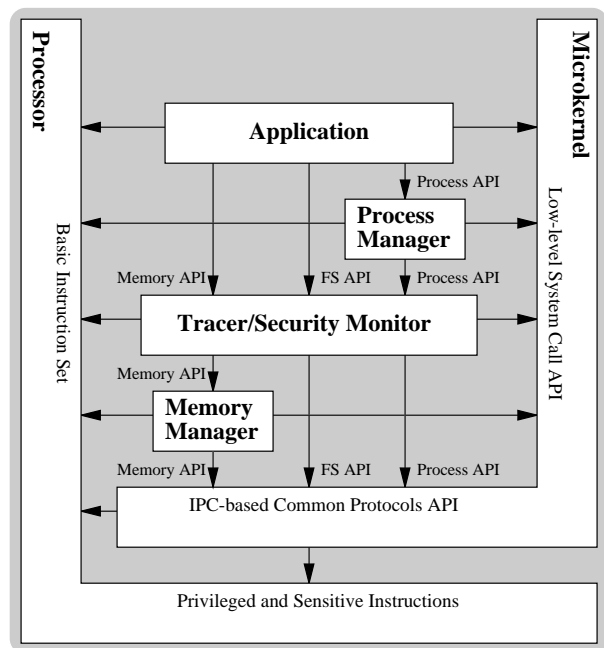 Processor
Microkernel
Application
Process API
Process
Manager
Basic Instruction Set
Low-level System Call API
Memory API
FS API
Process API
Tracer/Security Monitor
Memory API
Memory
Manager
Memory API
FS API
Process API
IPC-based Common Protocols API
Privileged and Sensitive Instructions